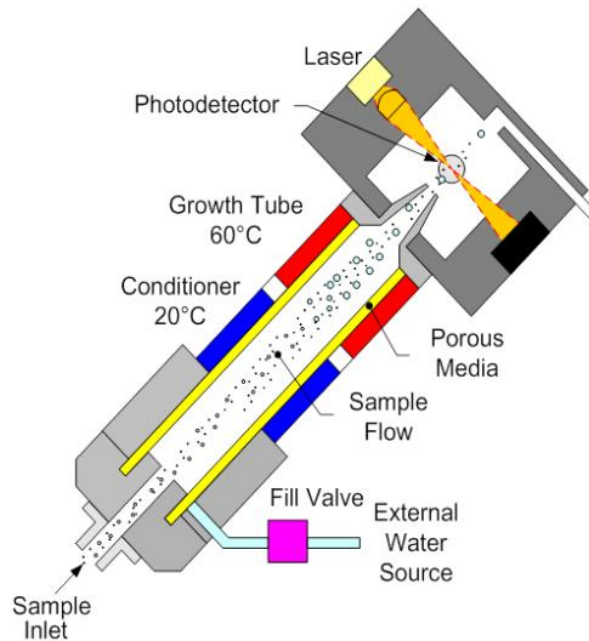 Laser
Photodetector
Growth Tube
60°C
Conditioner
20°C
Porous
Media
Sample
Flow
Fill Valve
External
Water
Source
Sample
Inlet